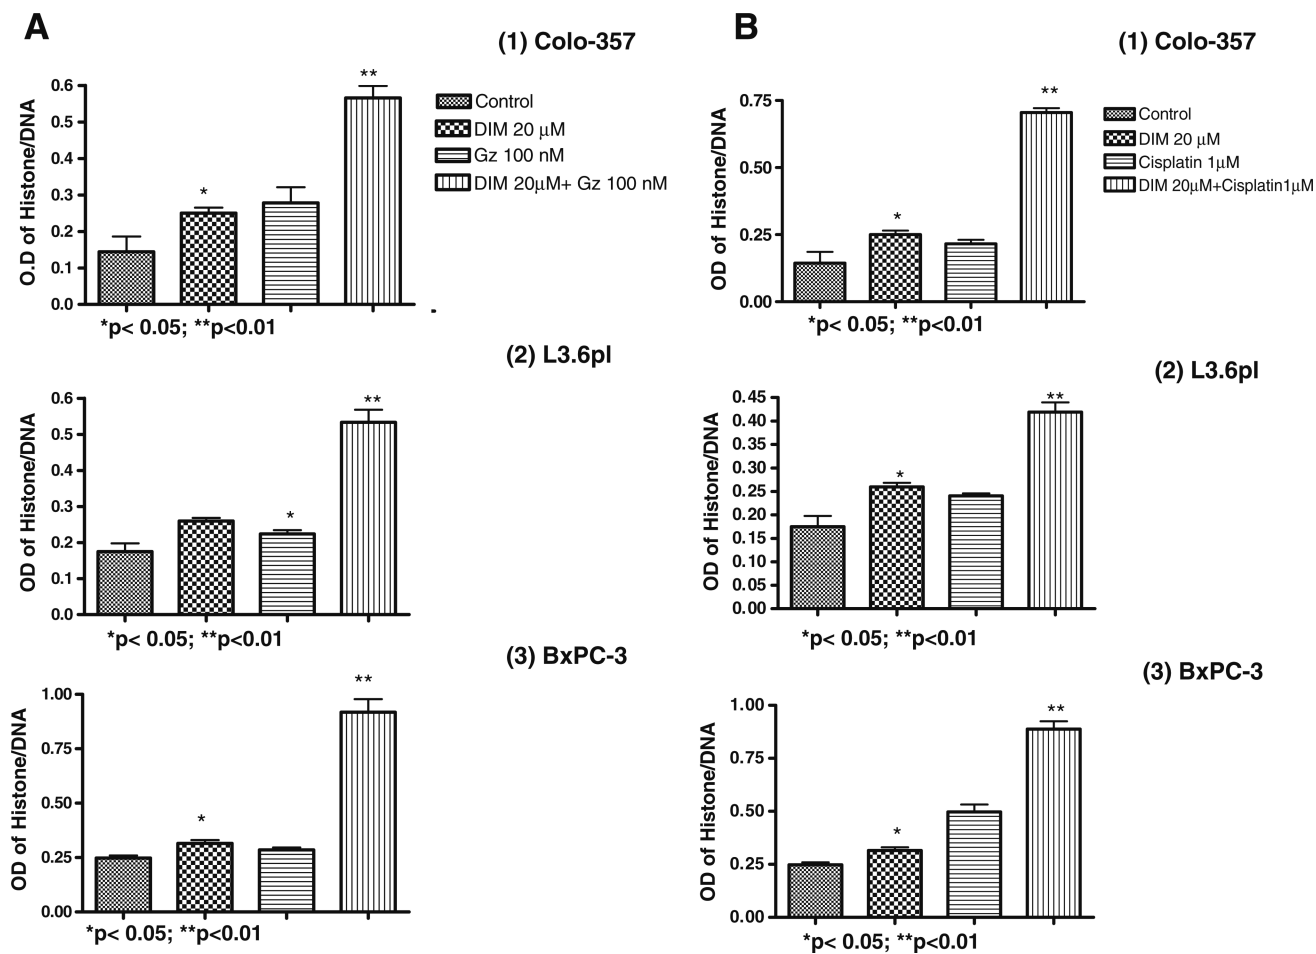 A
(1) Colo-357
**
0.6
0.5
0.4
0.3
0.2
0.1
0.0
O.D of Histone/DNA
*
Control
DIM 20 μM
Gz 100 nM
DIM 20μM+ Gz 100 nM
*p< 0.05; **p<0.01
(2) L3.6pl
0.6
0.5
0.4
0.3
0.2
0.1
0.0
OD of Histone/DNA
*
**
*p< 0.05; **p<0.01
(3) BxPC-3
1.00
0.75
0.50
0.25
0.00
OD of Histone/DNA
*
**
*p< 0.05; **p<0.01
B
(1) Colo-357
**
0.75
0.50
0.25
0.00
OD of Histone/DNA
*
Control
DIM 20 μM
Cisplatin 1μM
DIM 20μM+Cisplatin1μM
*p< 0.05; **p<0.01
(2) L3.6pl
0.45
0.40
0.35
0.30
0.25
0.20
0.15
0.10
0.05
0.00
OD of Histone/DNA
*
**
*p< 0.05; **p<0.01
(3) BxPC-3
1.00
0.75
0.50
0.25
0.00
OD of Histone/DNA
*
**
*p< 0.05; **p<0.01